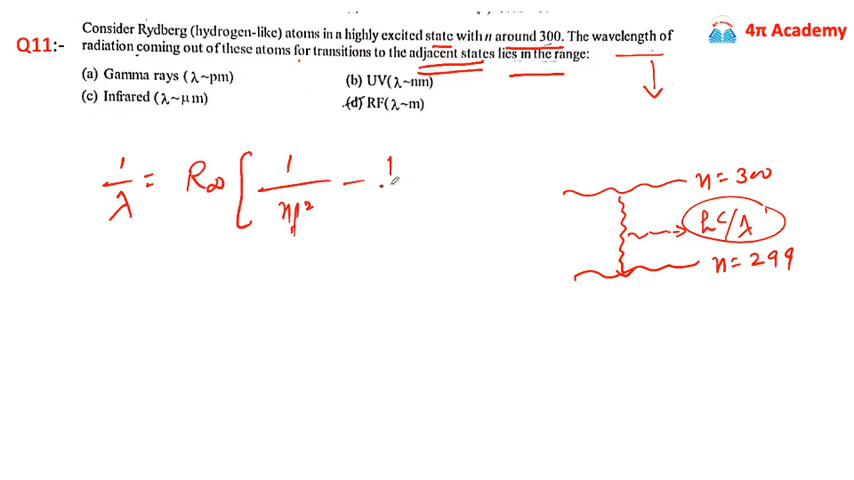 Q11:-
Consider Rydberg (hydrogen-like) atoms in a highly excited state with n around 300. The wavelength of
radiation coming out of these atoms for transitions to the adjacent states lies in the range:
(a) Gamma rays (λ~pm) (b) UV(λ~nm)
(c) Infrared (λ~μm) (d) RF(λ~m)
4π Academy
1/λ = R∞ [ 1/nf² - 1
n = 300
hc/λ
n = 299